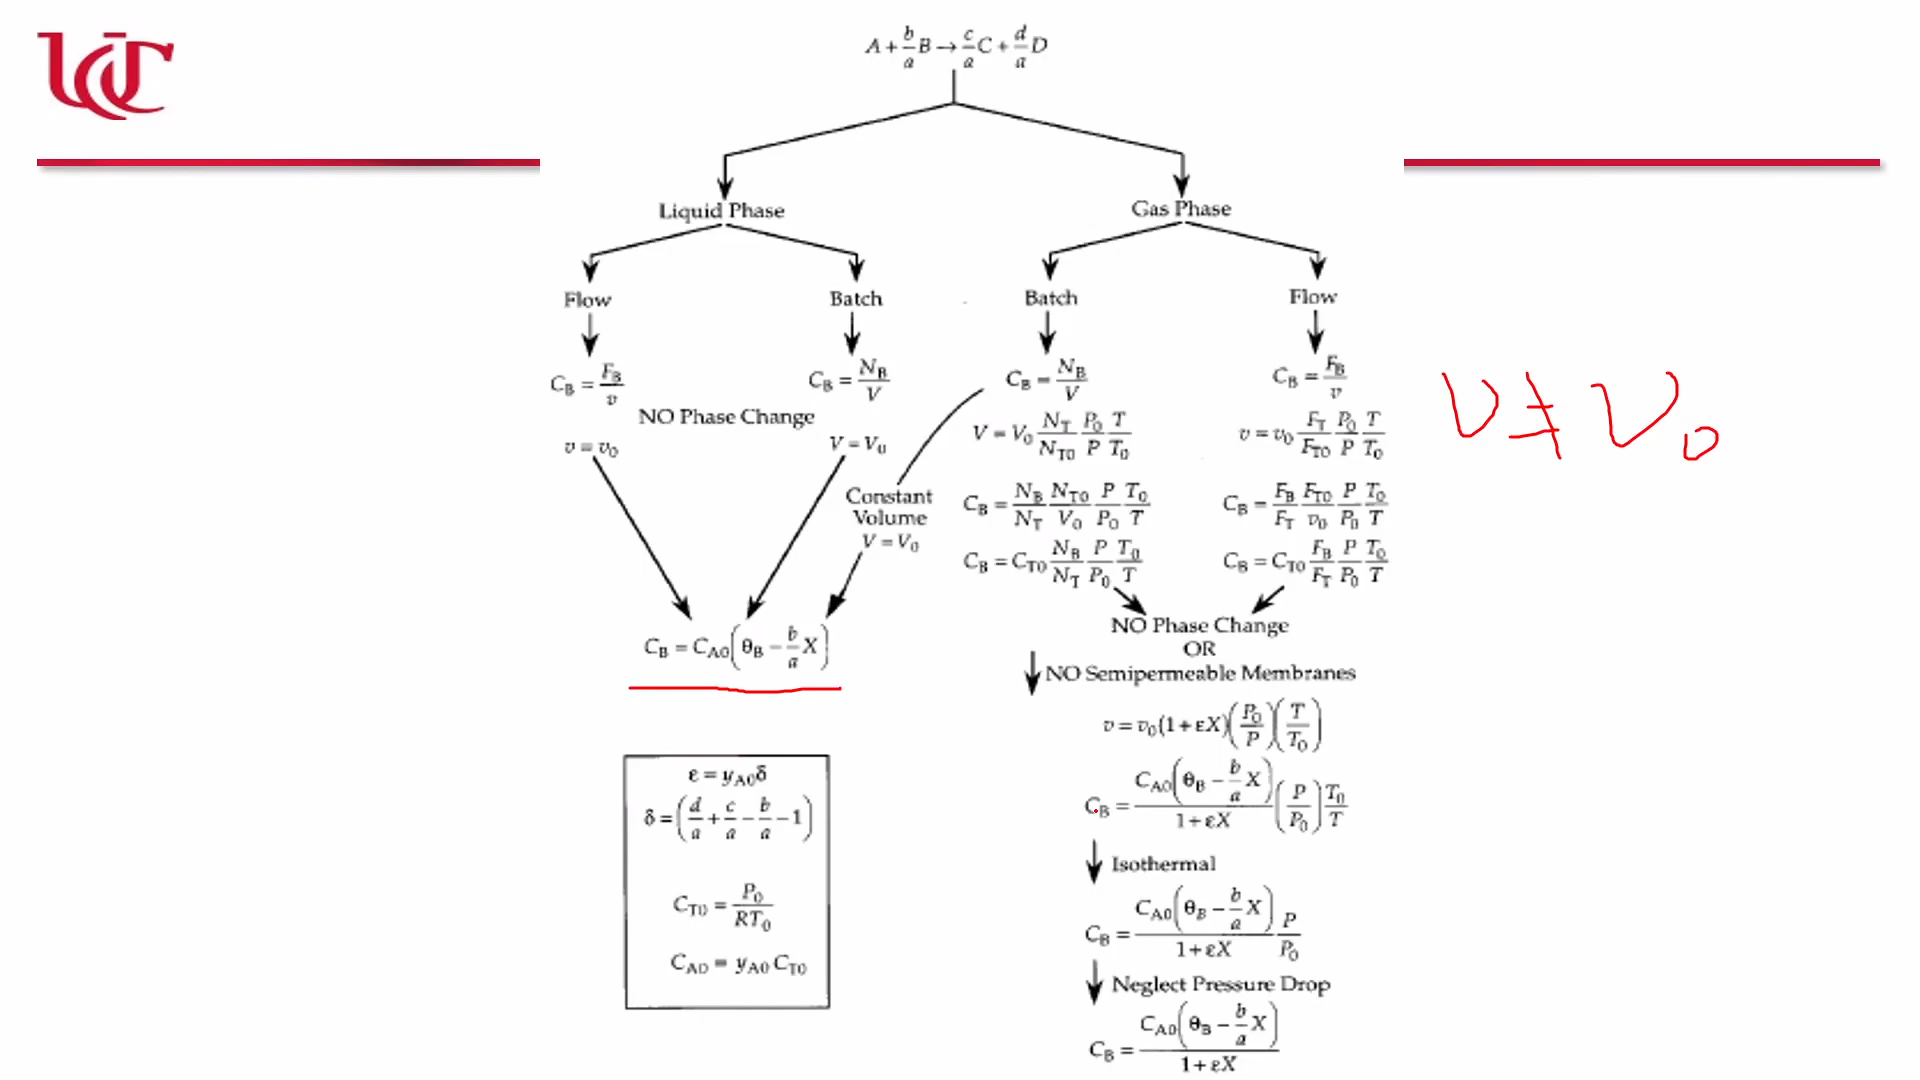 UC
A + b/a B → c/a C + d/a D
Liquid Phase
Gas Phase
Flow
Batch
Batch
Flow
C_B = F_B/υ
C_B = N_B/V
C_B = N_B/V
C_B = F_B/υ
NO Phase Change
υ = υ_0
V = V_0
V = V_0 N_T/N_T0 P_0/P T/T_0
υ = υ_0 F_T/F_T0 P_0/P T/T_0
V ≠ V_0
Constant
Volume
V = V_0
C_B = N_B/N_T N_T0/V_0 P/P_0 T_0/T
C_B = F_B/F_T F_T0/υ_0 P/P_0 T_0/T
C_B = C_T0 N_B/N_T P/P_0 T_0/T
C_B = C_T0 F_B/F_T P/P_0 T_0/T
C_B = C_A0(θ_B − b/a X)
NO Phase Change
OR
NO Semipermeable Membranes
υ = υ_0(1 + εX)(P_0/P)(T/T_0)
C_B = C_A0(θ_B − b/a X)/(1 + εX) (P/P_0) T_0/T
Isothermal
C_B = C_A0(θ_B − b/a X)/(1 + εX) P/P_0
Neglect Pressure Drop
C_B = C_A0(θ_B − b/a X)/(1 + εX)
ε = y_A0 δ
δ = (d/a + c/a − b/a − 1)
C_T0 = P_0/RT_0
C_A0 = y_A0 C_T0